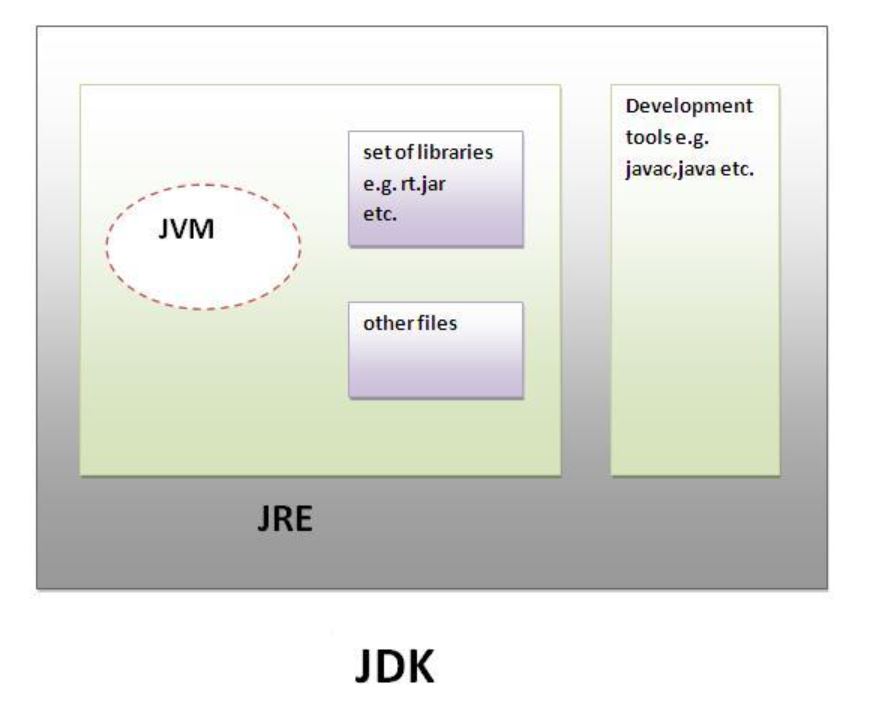 JVM
set of libraries
e.g. rt.jar
etc.
other files
Development
tools e.g.
javac,java etc.
JRE
JDK